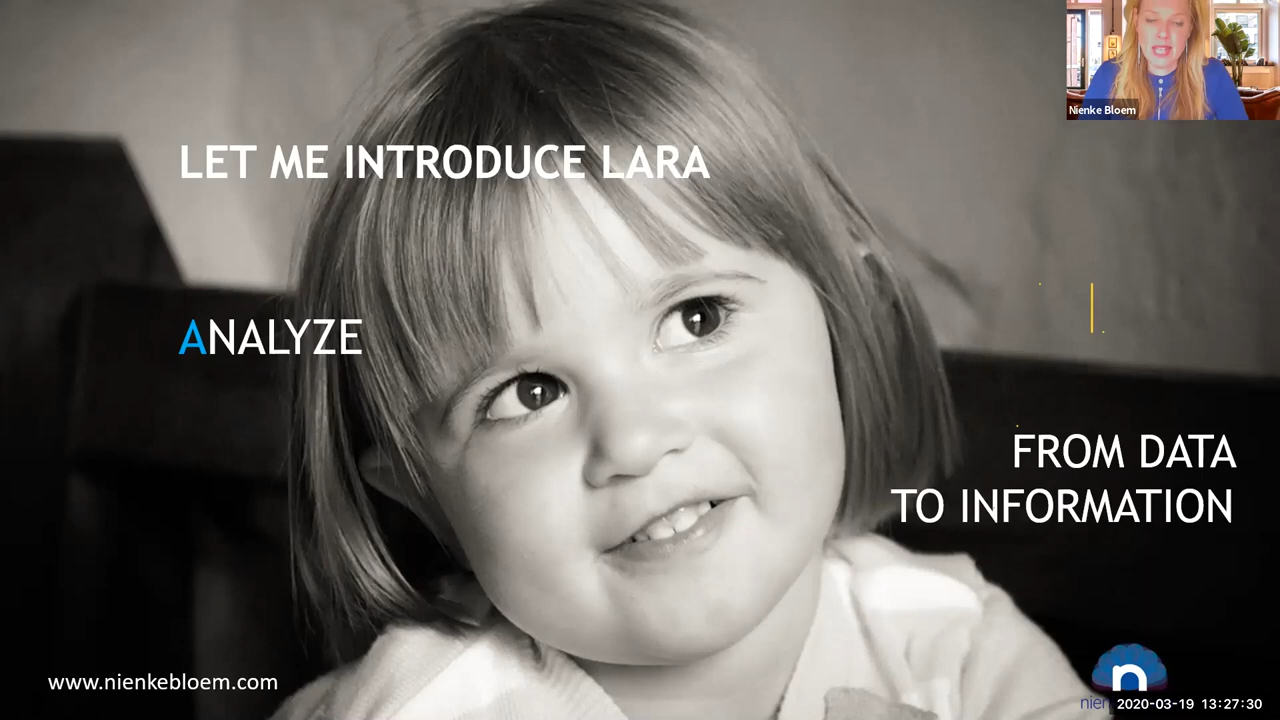 Nienke Bloem
LET ME INTRODUCE LARA
ANALYZE
FROM DATA
TO INFORMATION
www.nienkebloem.com
n
2020-03-19 13:27:30